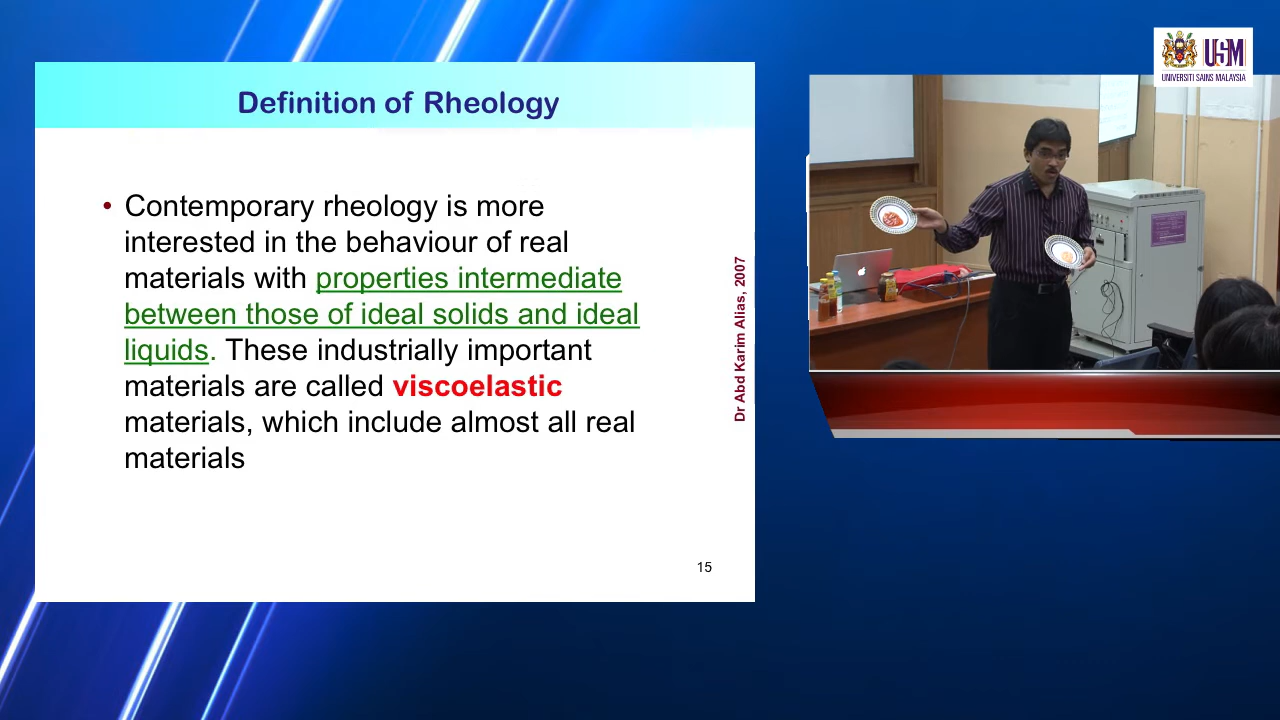 USM
UNIVERSITI SAINS MALAYSIA
Definition of Rheology
• Contemporary rheology is more
interested in the behaviour of real
materials with properties intermediate
between those of ideal solids and ideal
liquids. These industrially important
materials are called viscoelastic
materials, which include almost all real
materials
Dr Abd Karim Alias, 2007
15